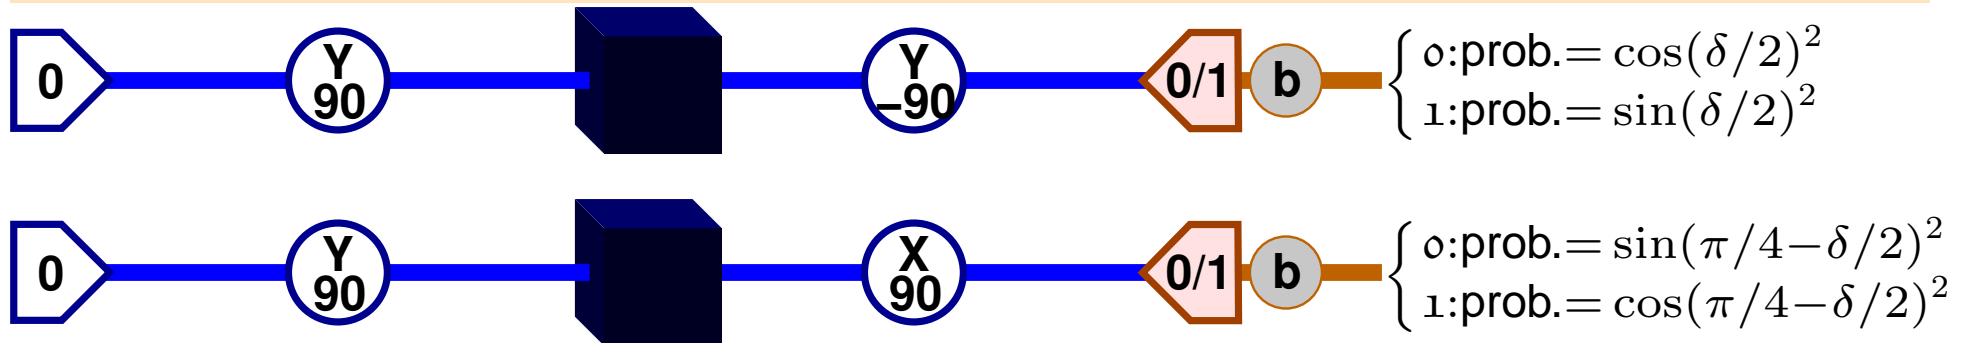 0 Y 90 Y −90 0/1 b { 0:prob.= cos(δ/2)²
1:prob.= sin(δ/2)²
0 Y 90 X 90 0/1 b { 0:prob.= sin(π/4−δ/2)²
1:prob.= cos(π/4−δ/2)²